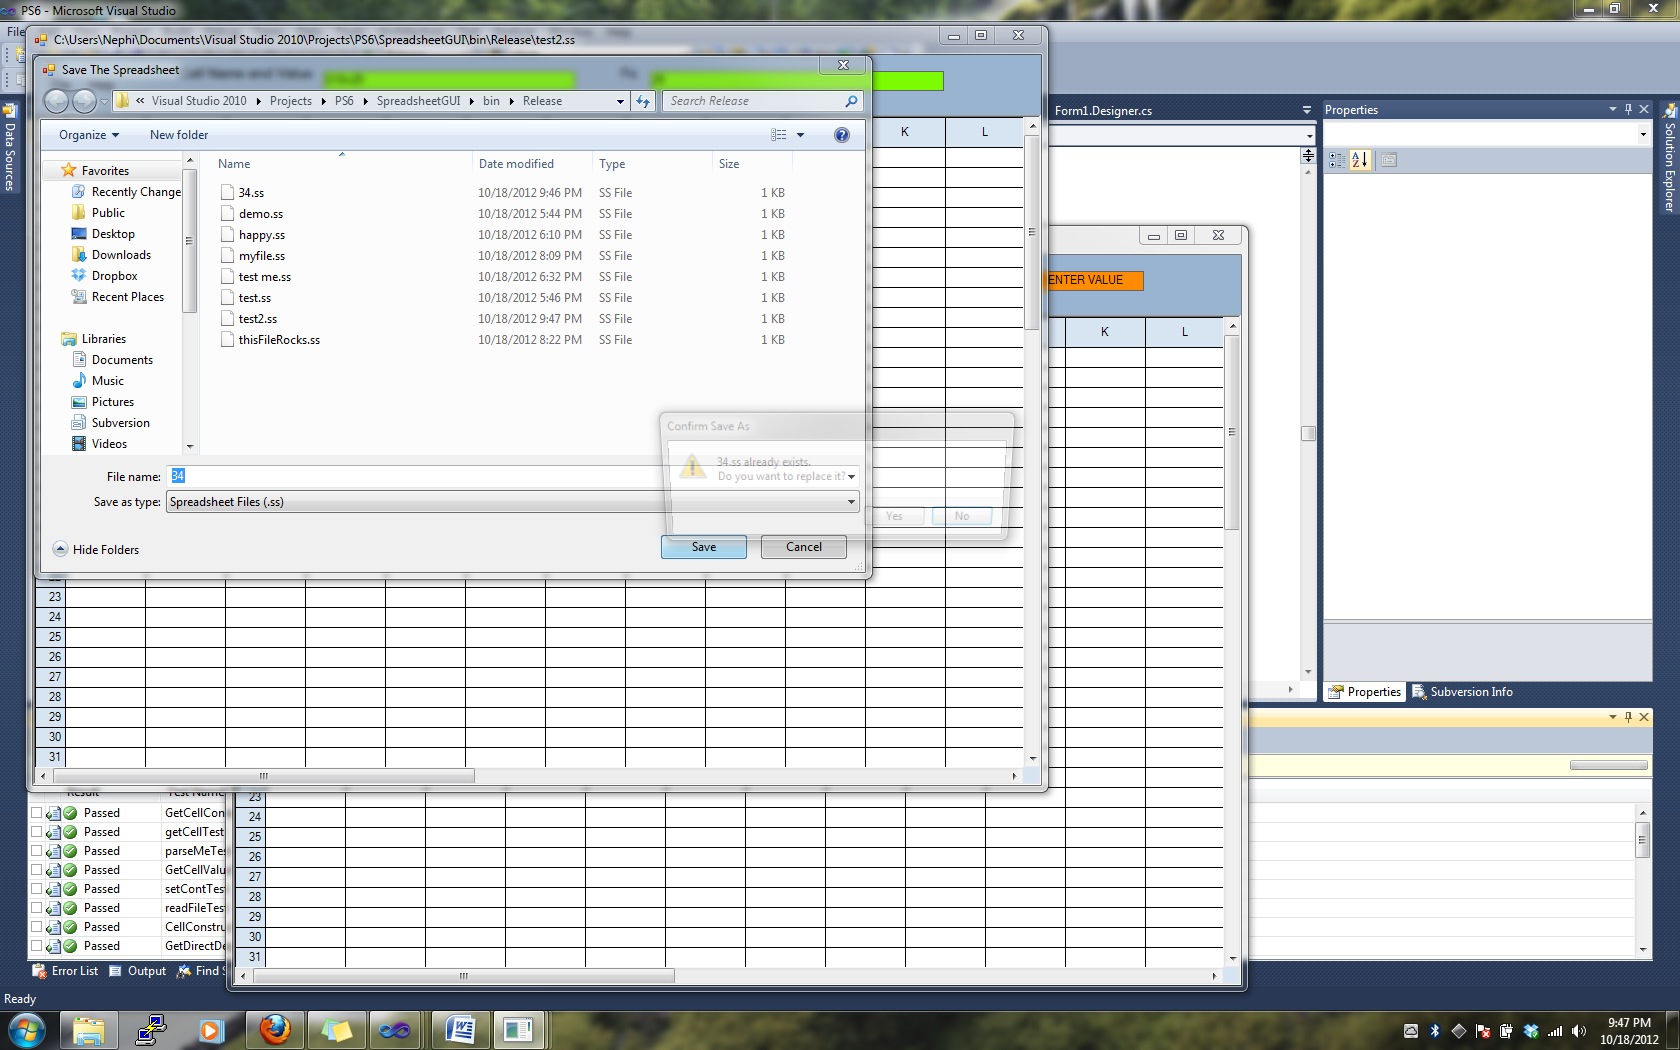 PS6 - Microsoft Visual Studio
File
C:\Users\Nephi\Documents\Visual Studio 2010\Projects\PS6\SpreadsheetGUI\bin\Release\test2.ss
Save The Spreadsheet
Cell Name and Value
« Visual Studio 2010 PS6 SpreadsheetGUI bin Release
Projects
Search Release
Organize New folder
Name Date modified Type Size
Favorites
Recently Change
Public
Desktop
Downloads
Dropbox
Recent Places
Libraries
Documents
Music
Pictures
Subversion
Videos
34.ss 10/18/2012 9:46 PM SS File 1 KB
demo.ss 10/18/2012 5:44 PM SS File 1 KB
happy.ss 10/18/2012 6:10 PM SS File 1 KB
myfile.ss 10/18/2012 8:09 PM SS File 1 KB
test me.ss 10/18/2012 6:32 PM SS File 1 KB
test.ss 10/18/2012 5:46 PM SS File 1 KB
test2.ss 10/18/2012 9:47 PM SS File 1 KB
thisFileRocks.ss 10/18/2012 8:22 PM SS File 1 KB
File name: 34
Save as type: Spreadsheet Files (.ss)
Hide Folders
Save Cancel
Confirm Save As
34.ss already exists.
Do you want to replace it?
Yes No
K L
23
24
25
26
27
28
29
30
31
ENTER VALUE
K L
23
24
25
26
27
28
29
30
31
Form1.Designer.cs
Properties
Data Sources
Solution Explorer
Properties Subversion Info
Result Test Name
Passed GetCellCon
Passed getCellTest
Passed parseMeTes
Passed GetCellValu
Passed setContTest
Passed readFileTest
Passed CellConstru
Passed GetDirectDe
Error List Output Find S
Ready
9:47 PM
10/18/2012